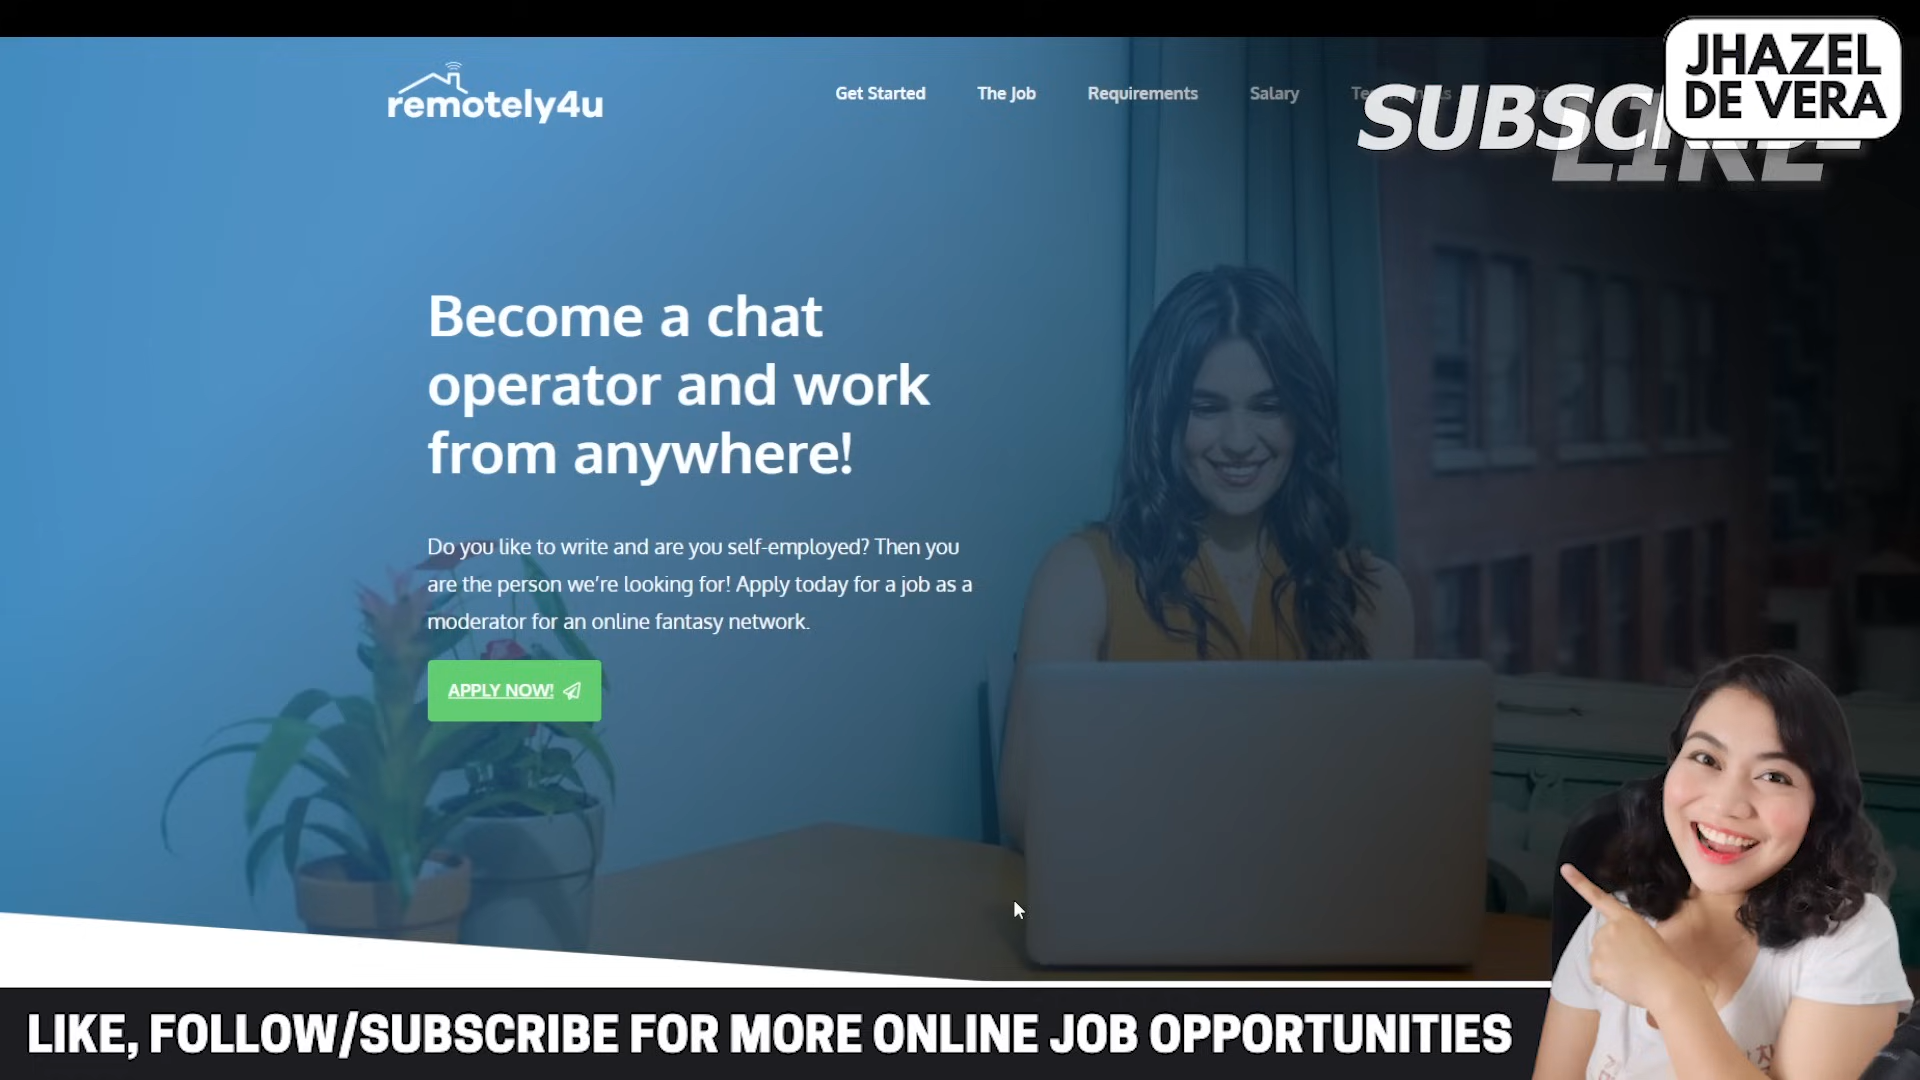 remotely4u
Get Started The Job Requirements Salary
JHAZEL
DE VERA
Become a chat
operator and work
from anywhere!
Do you like to write and are you self-employed? Then you
are the person we're looking for! Apply today for a job as a
moderator for an online fantasy network.
APPLY NOW!
LIKE, FOLLOW/SUBSCRIBE FOR MORE ONLINE JOB OPPORTUNITIES